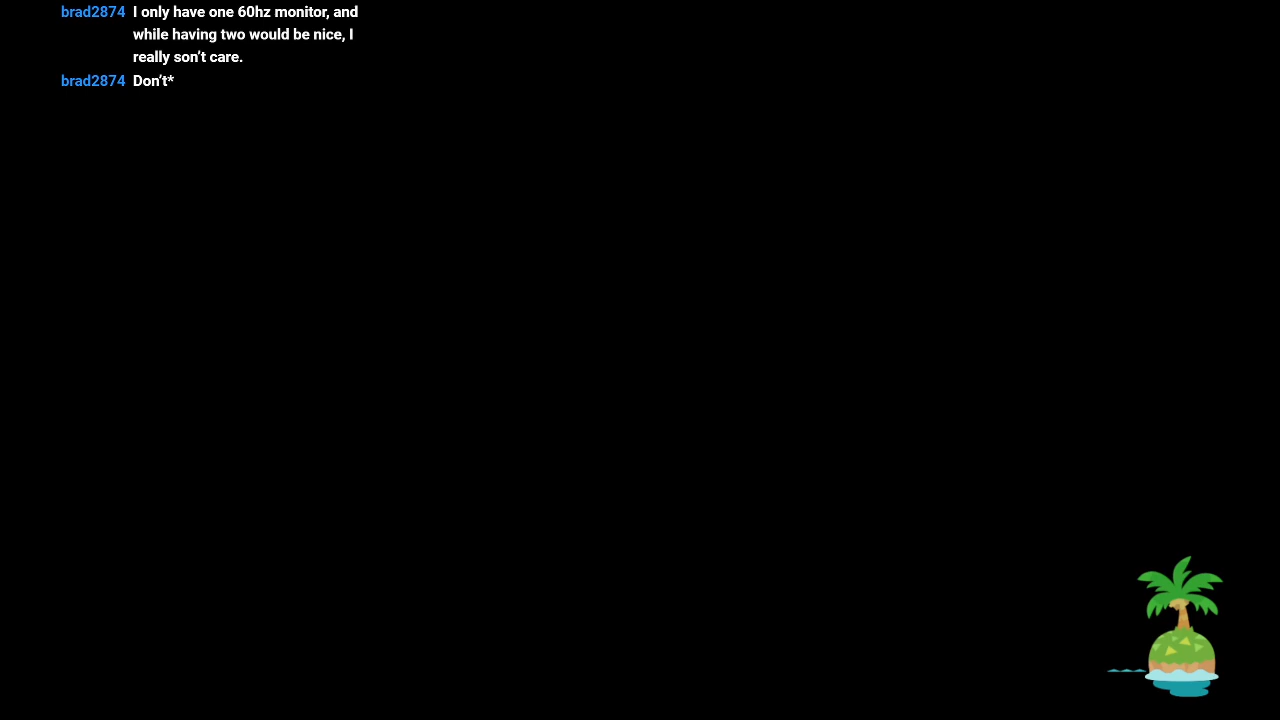 brad2874 I only have one 60hz monitor, and
while having two would be nice, I
really son't care.
brad2874 Don't*